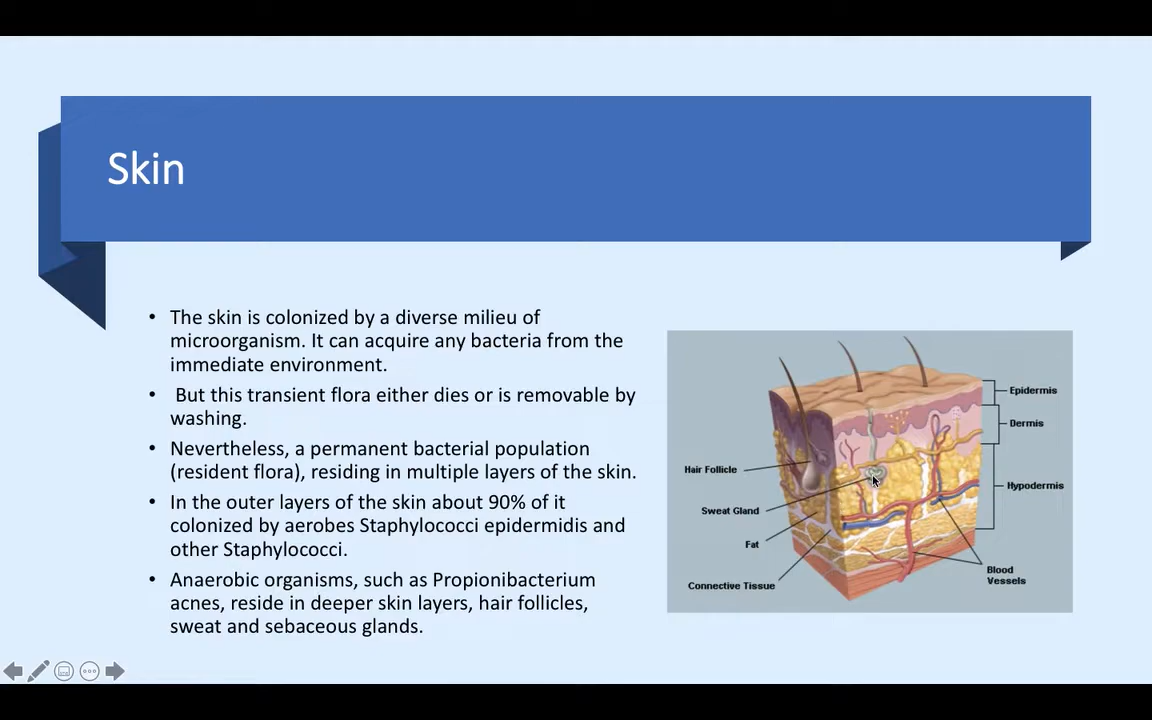 Skin
• The skin is colonized by a diverse milieu of
microorganism. It can acquire any bacteria from the
immediate environment.
• But this transient flora either dies or is removable by
washing.
• Nevertheless, a permanent bacterial population
(resident flora), residing in multiple layers of the skin.
• In the outer layers of the skin about 90% of it
colonized by aerobes Staphylococci epidermidis and
other Staphylococci.
• Anaerobic organisms, such as Propionibacterium
acnes, reside in deeper skin layers, hair follicles,
sweat and sebaceous glands.
Epidermis
Dermis
Hair Follicle
Hypodermis
Sweat Gland
Fat
Blood
Vessels
Connective Tissue